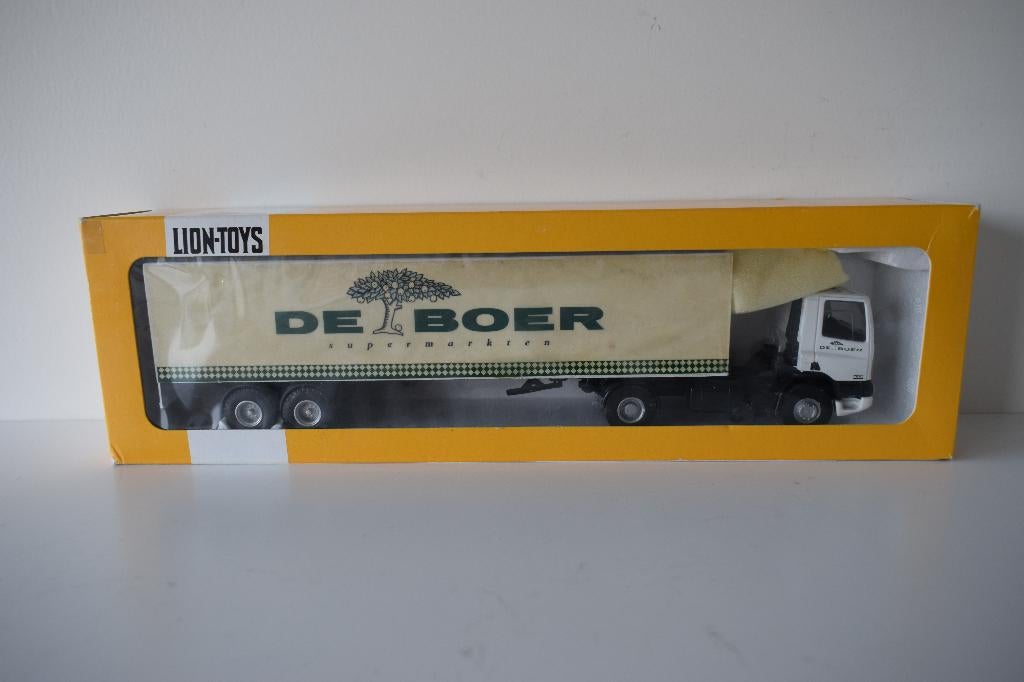 LION-TOYS
DE BOER
supermarkten
DE BOER